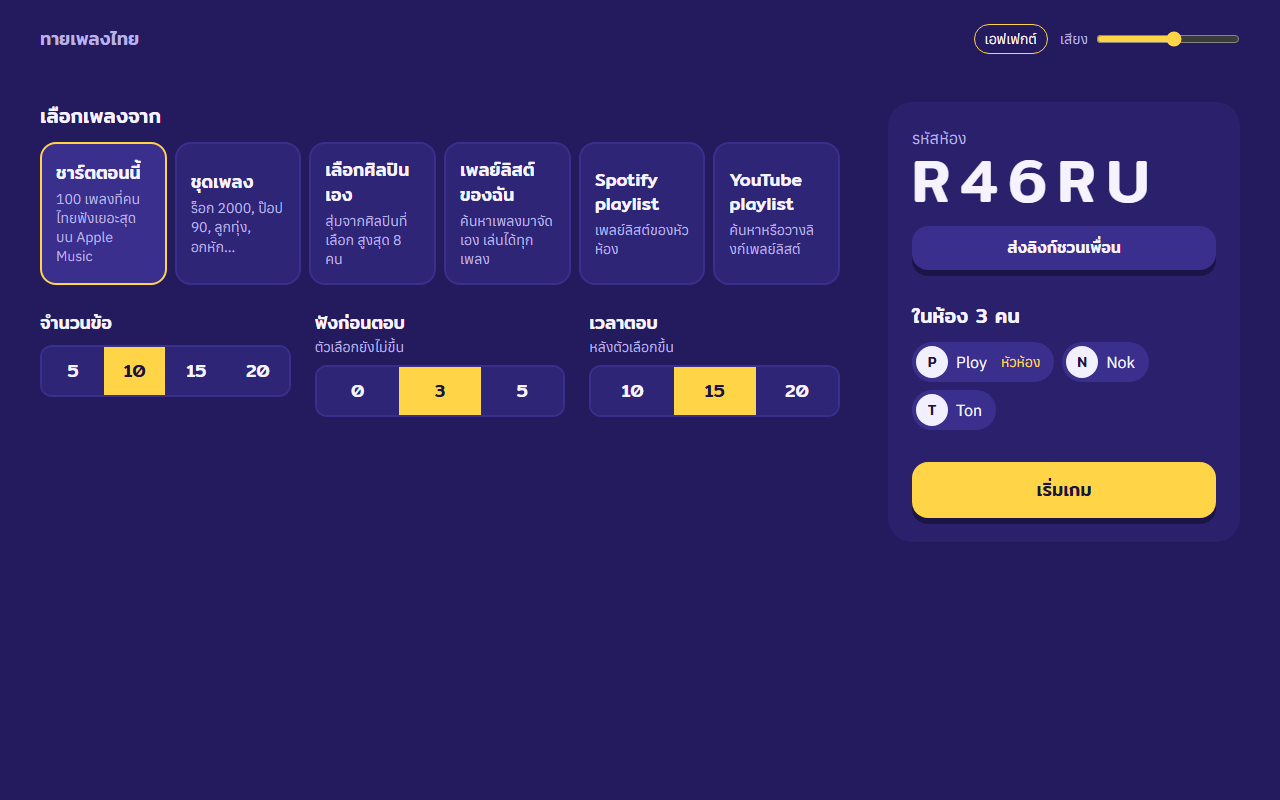 ทายเพลงไทย
เอฟเฟกต์
เสียง
เลือกเพลงจาก
ชาร์ตตอนนี้
100 เพลงที่คน
ไทยฟังเยอะสุด
บน Apple
Music
ชุดเพลง
ร็อก 2000, ป๊อป
90, ลูกทุ่ง,
อกหัก...
เลือกศิลปิน
เอง
สุ่มจากศิลปินที่
เลือก สูงสุด 8
คน
เพลย์ลิสต์
ของฉัน
ค้นหาเพลงมาจัด
เอง เล่นได้ทุก
เพลง
Spotify
playlist
เพลย์ลิสต์ของหัว
ห้อง
YouTube
playlist
ค้นหาหรือวางลิ
งก์เพลย์ลิสต์
จำนวนข้อ
5 10 15 20
ฟังก่อนตอบ
ตัวเลือกยังไม่ขึ้น
0 3 5
เวลาตอบ
หลังตัวเลือกขึ้น
10 15 20
รหัสห้อง
R46RU
ส่งลิงก์ชวนเพื่อน
ในห้อง 3 คน
P Ploy หัวห้อง
N Nok
T Ton
เริ่มเกม